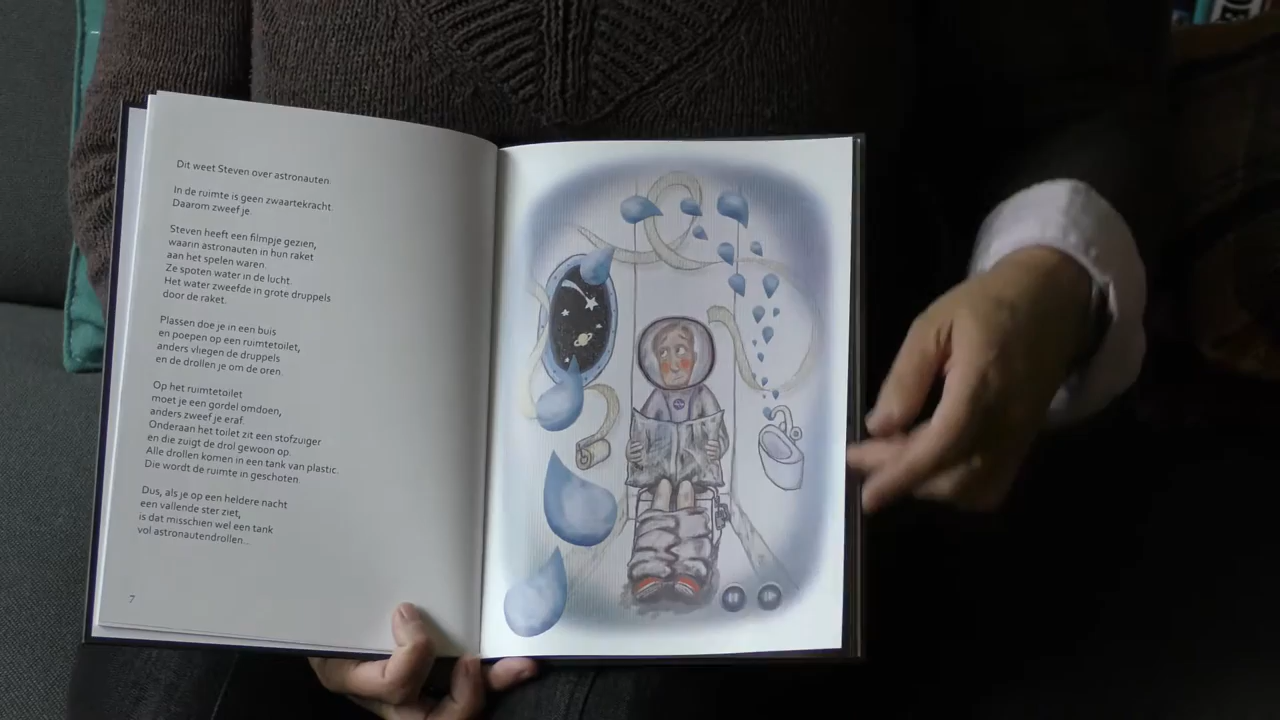 Dit weet Steven over astronauten.
In de ruimte is geen zwaartekracht.
Daarom zweef je.
Steven heeft een filmpje gezien,
waarin astronauten in hun raket
aan het spelen waren.
Ze spoten water in de lucht.
Het water zweefde in grote druppels
door de raket.
Plassen doe je in een buis
en poepen op een ruimtetoilet,
anders vliegen de druppels
en de drollen je om de oren.
Op het ruimtetoilet
moet je een gordel omdoen,
anders zweef je eraf.
Onderaan het toilet zit een stofzuiger
en die zuigt de drol gewoon op.
Alle drollen komen in een tank van plastic.
Die wordt de ruimte in geschoten.
Dus, als je op een heldere nacht
een vallende ster ziet,
is dat misschien wel een tank
vol astronautendrollen...
7